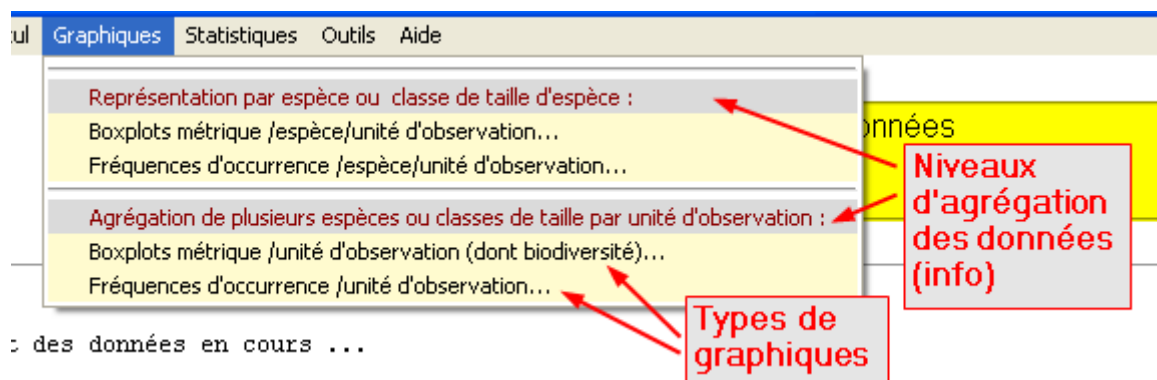 Graphiques Statistiques Outils Aide
Représentation par espèce ou classe de taille d'espèce :
Boxplots métrique /espèce/unité d'observation...
Fréquences d'occurrence /espèce/unité d'observation...
Agrégation de plusieurs espèces ou classes de taille par unité d'observation :
Boxplots métrique /unité d'observation (dont biodiversité)...
Fréquences d'occurrence /unité d'observation...
Niveaux
d'agrégation
des données
(info)
Types de
graphiques
des données en cours ...